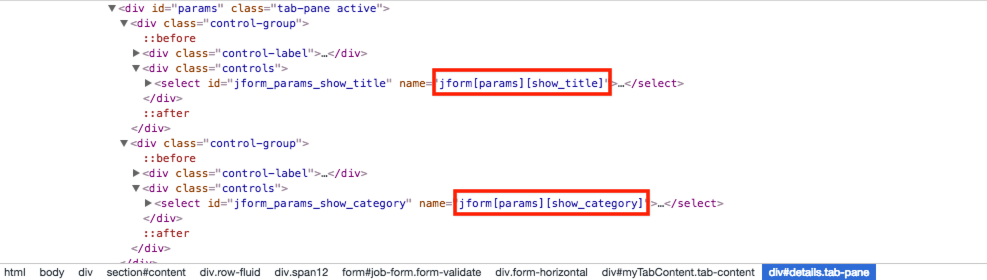 ▼<div id="params" class="tab-pane active">
▼<div class="control-group">
::before
▶<div class="control-label">…</div>
▼<div class="controls">
▶<select id="jform_params_show_title" name="jform[params][show_title]">…</select>
</div>
::after
</div>
▼<div class="control-group">
::before
▶<div class="control-label">…</div>
▼<div class="controls">
▶<select id="jform_params_show_category" name="jform[params][show_category]">…</select>
</div>
::after
</div>
</div>
html body div section#content div.row-fluid div.span12 form#job-form.form-validate div.form-horizontal div#myTabContent.tab-content div#details.tab-pane